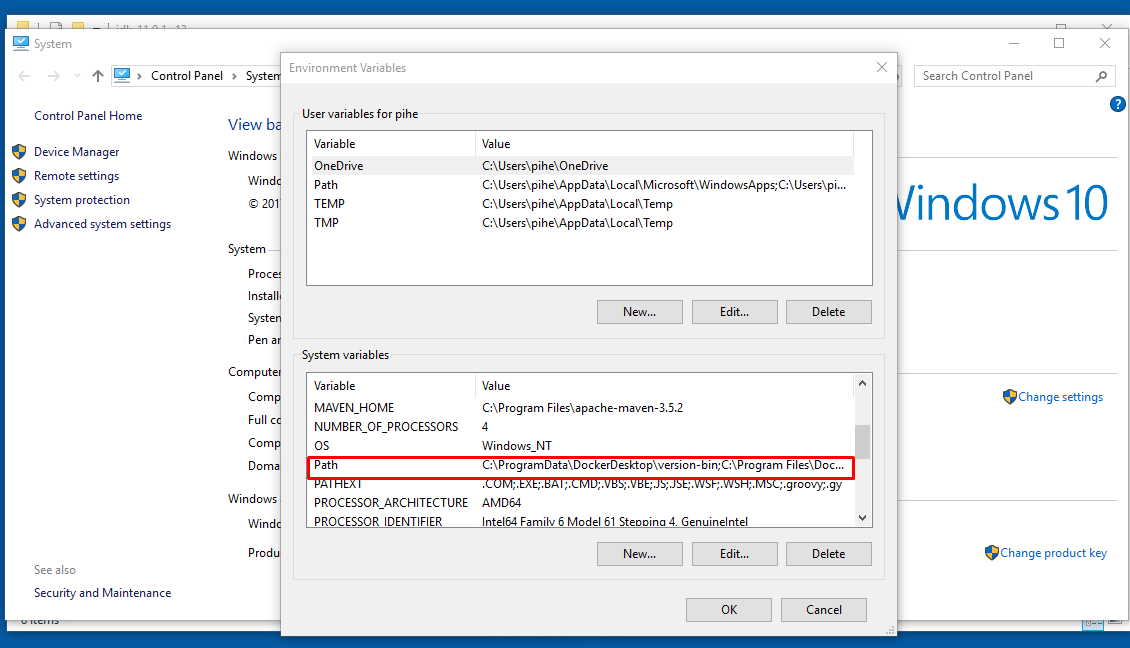 System
Control Panel
System
Search Control Panel
Environment Variables
Control Panel Home
Device Manager
Remote settings
System protection
Advanced system settings
See also
Security and Maintenance
View ba
Windows
Windo
© 201
System
Proces
Installe
System
Pen an
Computer
Comp
Full co
Comp
Doma
Windows
Windo
Produ
User variables for pihe
Variable Value
OneDrive C:\Users\pihe\OneDrive
Path C:\Users\pihe\AppData\Local\Microsoft\WindowsApps;C:\Users\pi...
TEMP C:\Users\pihe\AppData\Local\Temp
TMP C:\Users\pihe\AppData\Local\Temp
New... Edit... Delete
System variables
Variable Value
MAVEN_HOME C:\Program Files\apache-maven-3.5.2
NUMBER_OF_PROCESSORS 4
OS Windows_NT
Path C:\ProgramData\DockerDesktop\version-bin;C:\Program Files\Doc...
PATHEXT .COM;.EXE;.BAT;.CMD;.VBS;.VBE;.JS;.JSE;.WSF;.WSH;.MSC;.groovy;.gy
PROCESSOR_ARCHITECTURE AMD64
PROCESSOR_IDENTIFIER Intel64 Family 6 Model 61 Stepping 4, GenuineIntel
New... Edit... Delete
OK Cancel
?
Windows 10
Change settings
Change product key